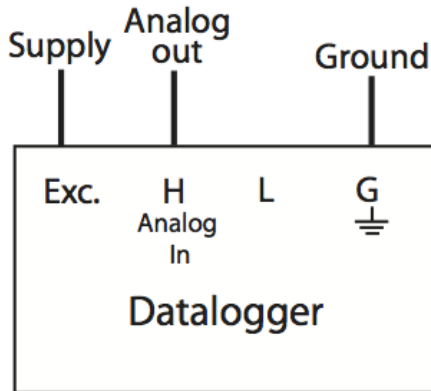 Supply
Analog
out
Ground
Exc.
H
L
G
Analog
In
Datalogger